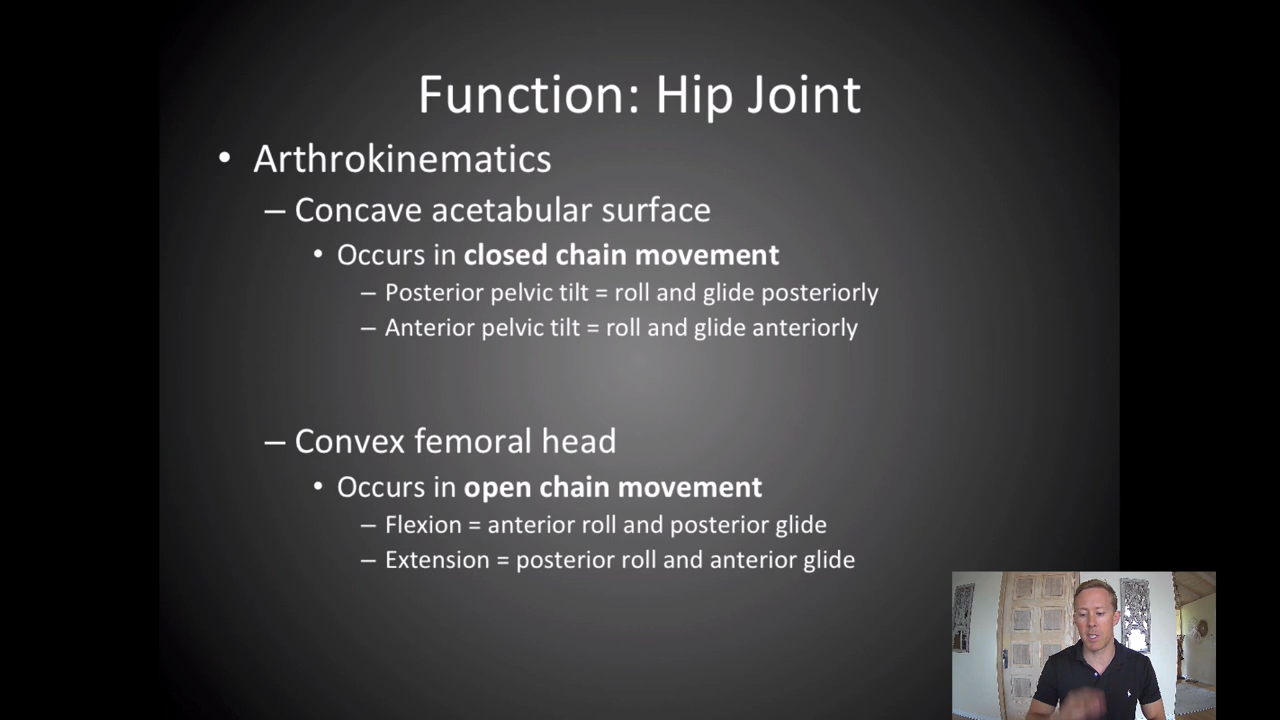 Function: Hip Joint
• Arthrokinematics
– Concave acetabular surface
• Occurs in closed chain movement
– Posterior pelvic tilt = roll and glide posteriorly
– Anterior pelvic tilt = roll and glide anteriorly
– Convex femoral head
• Occurs in open chain movement
– Flexion = anterior roll and posterior glide
– Extension = posterior roll and anterior glide